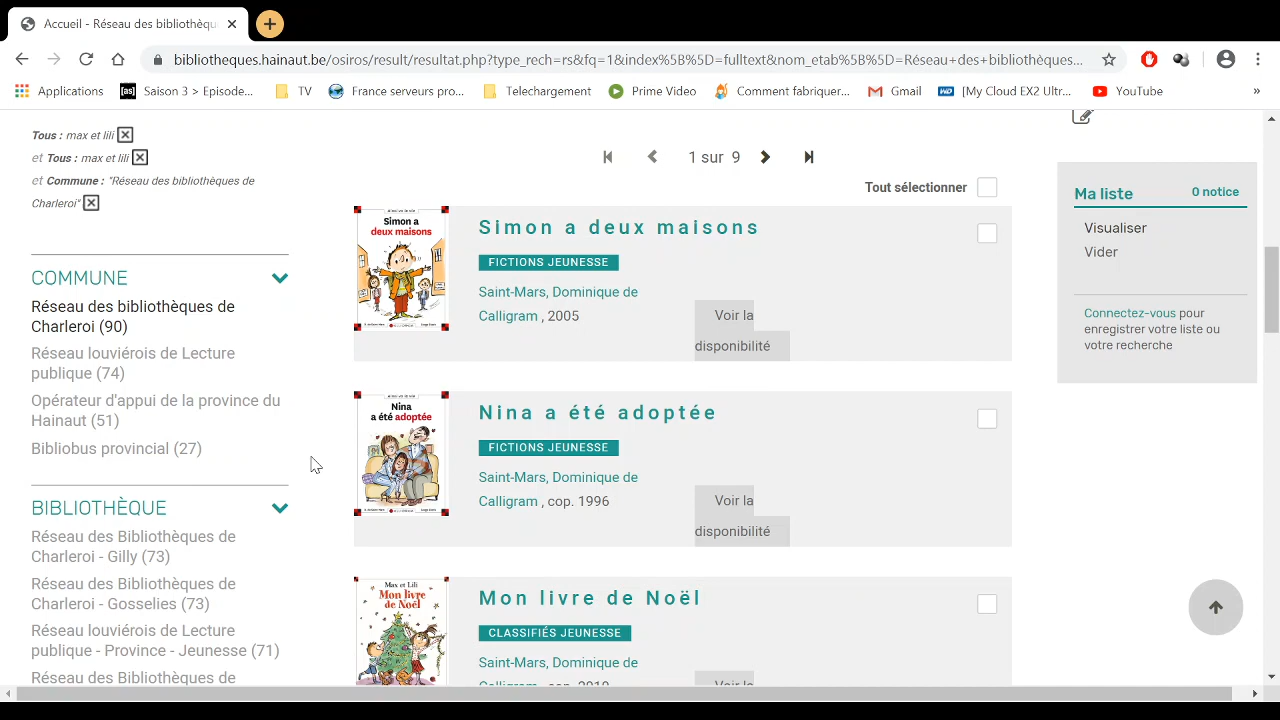 Accueil - Réseau des bibliothèqu
bibliotheques.hainaut.be/osiros/result/resultat.php?type_rech=rs&fq=1&index%5B%5D=fulltext&nom_etab%5B%5D=Réseau+des+bibliothèques...
Applications
[as] Saison 3 > Episode...
TV
France serveurs pro...
Telechargement
Prime Video
Comment fabriquer...
Gmail
WD [My Cloud EX2 Ultr...
YouTube
»
Tous : max et lili
et Tous : max et lili
et Commune : "Réseau des bibliothèques de
Charleroi"
COMMUNE
Réseau des bibliothèques de
Charleroi (90)
Réseau louviérois de Lecture
publique (74)
Opérateur d'appui de la province du
Hainaut (51)
Bibliobus provincial (27)
BIBLIOTHÈQUE
Réseau des Bibliothèques de
Charleroi - Gilly (73)
Réseau des Bibliothèques de
Charleroi - Gosselies (73)
Réseau louviérois de Lecture
publique - Province - Jeunesse (71)
Réseau des Bibliothèques de
1 sur 9
Tout sélectionner
Simon a
deux maisons
Simon a deux maisons
FICTIONS JEUNESSE
Saint-Mars, Dominique de
Calligram , 2005
Voir la
disponibilité
Nina
a été adoptée
Nina a été adoptée
FICTIONS JEUNESSE
Saint-Mars, Dominique de
Calligram , cop. 1996
Voir la
disponibilité
Max et Lili
Mon livre
de Noël
Mon livre de Noël
CLASSIFIÉS JEUNESSE
Saint-Mars, Dominique de
Calligram , cop. 2010
Voir la
Ma liste
0 notice
Visualiser
Vider
Connectez-vous pour
enregistrer votre liste ou
votre recherche